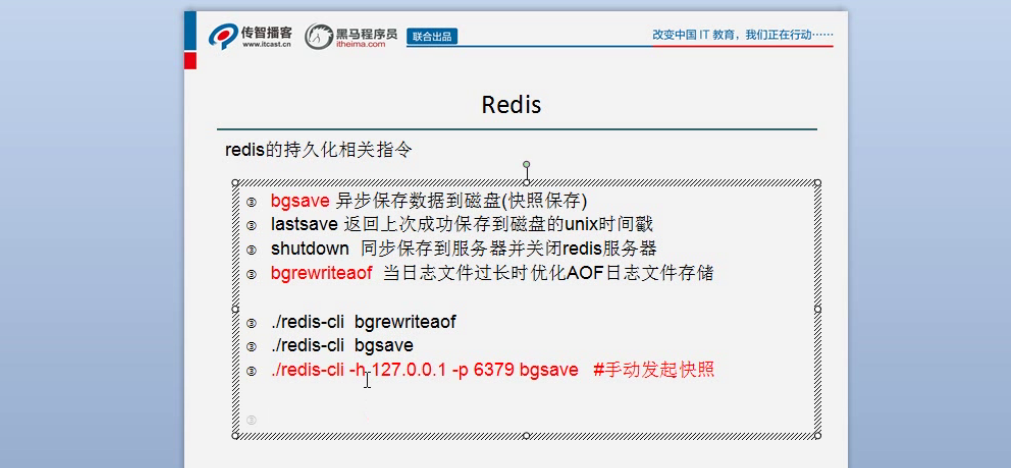 传智播客
www.itcast.cn
黑马程序员
itheima.com
联合出品
改变中国 IT 教育，我们正在行动……
Redis
redis的持久化相关指令
bgsave 异步保存数据到磁盘(快照保存)
lastsave 返回上次成功保存到磁盘的unix时间戳
shutdown 同步保存到服务器并关闭redis服务器
bgrewriteaof 当日志文件过长时优化AOF日志文件存储
./redis-cli bgrewriteaof
./redis-cli bgsave
./redis-cli -h 127.0.0.1 -p 6379 bgsave #手动发起快照